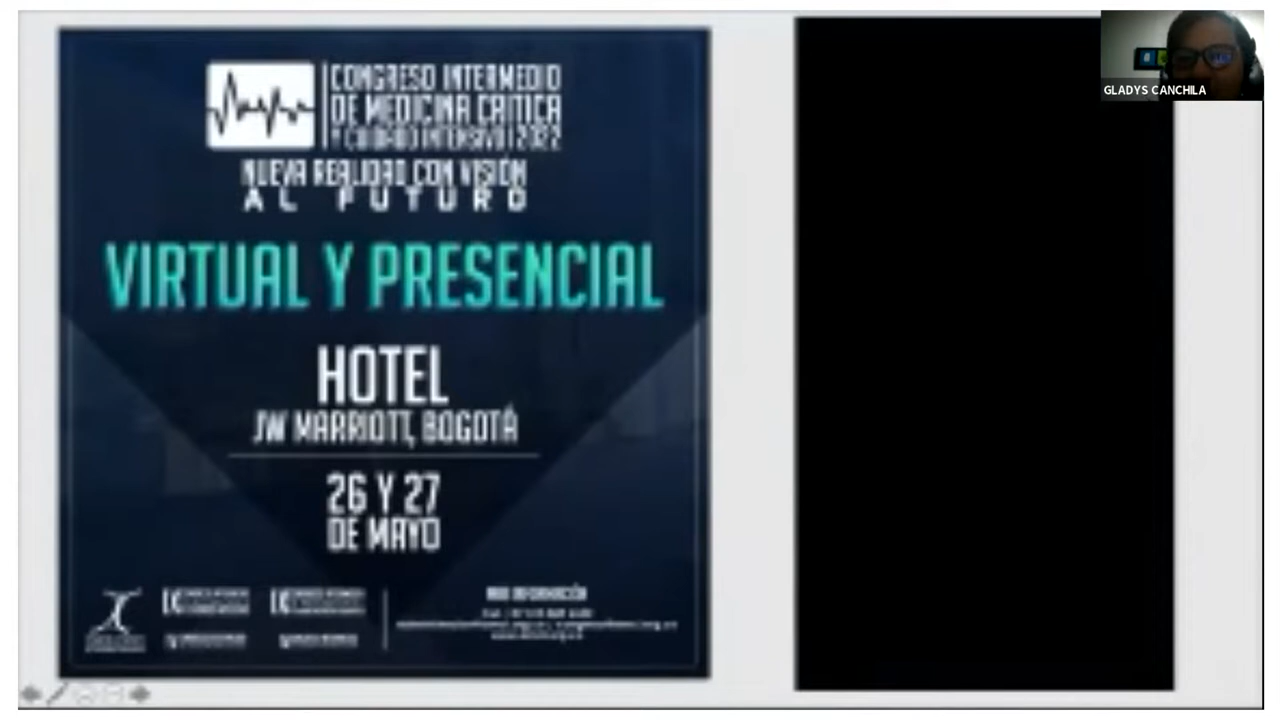 CONGRESO INTERMEDIO
DE MEDICINA CRÍTICA
Y CUIDADO INTENSIVO | 2022
NUEVA REALIDAD CON VISIÓN
AL FUTURO
VIRTUAL Y PRESENCIAL
HOTEL
JW MARRIOTT, BOGOTÁ
26 Y 27
DE MAYO
MÁS INFORMACIÓN
GLADYS CANCHILA